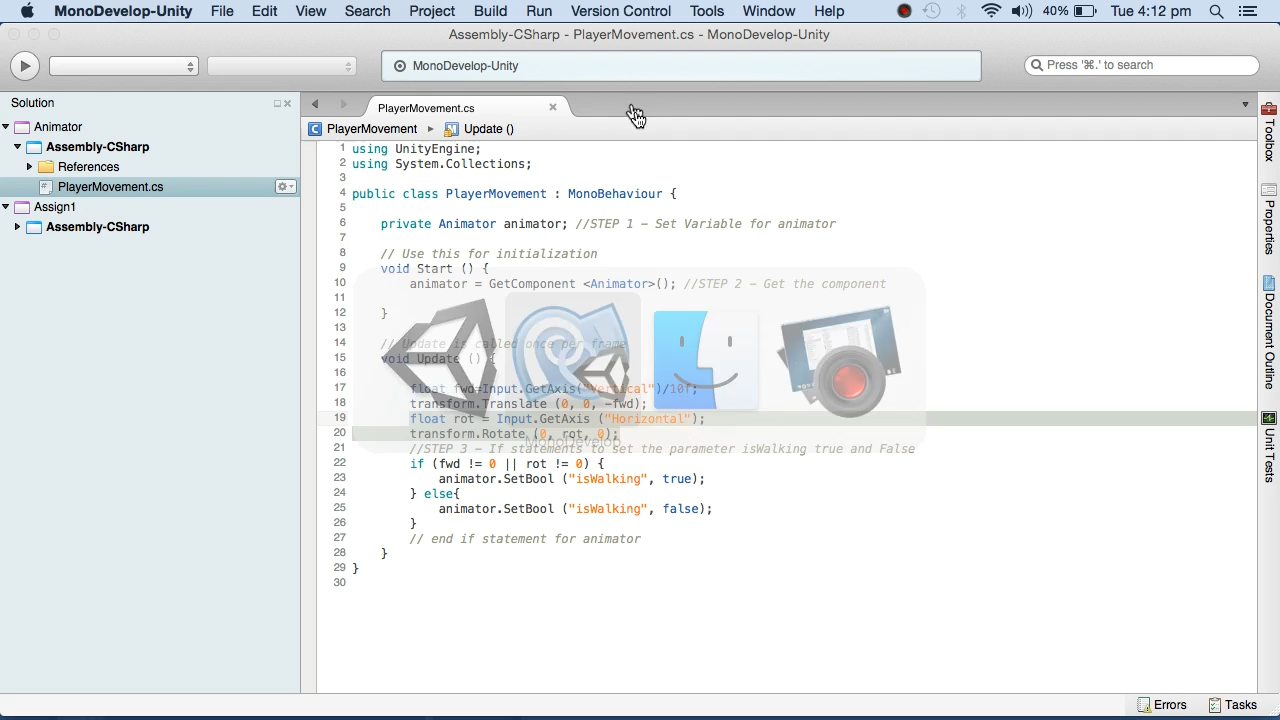 MonoDevelop-Unity File Edit View Search Project Build Run Version Control Tools Window Help 40% Tue 4:12 pm
Assembly-CSharp - PlayerMovement.cs - MonoDevelop-Unity
MonoDevelop-Unity
Press '⌘.' to search
Solution
Animator
Assembly-CSharp
References
PlayerMovement.cs
Assign1
Assembly-CSharp
PlayerMovement.cs
PlayerMovement Update ()
1 using UnityEngine;
2 using System.Collections;
3
4 public class PlayerMovement : MonoBehaviour {
5
6 private Animator animator; //STEP 1 - Set Variable for animator
7
8 // Use this for initialization
9 void Start () {
10 animator = GetComponent <Animator>(); //STEP 2 - Get the component
11
12 }
13
14 // Update is called once per frame
15 void Update () {
16
17 float fwd=Input.GetAxis("Vertical")/10f;
18 transform.Translate (0, 0, -fwd);
19 float rot = Input.GetAxis ("Horizontal");
20 transform.Rotate (0, rot, 0);
MonoDevelop
21 //STEP 3 - If statements to set the parameter isWalking true and False
22 if (fwd != 0 || rot != 0) {
23 animator.SetBool ("isWalking", true);
24 } else{
25 animator.SetBool ("isWalking", false);
26 }
27 // end if statement for animator
28 }
29 }
30
Toolbox
Properties
Document Outline
Unit Tests
Errors Tasks